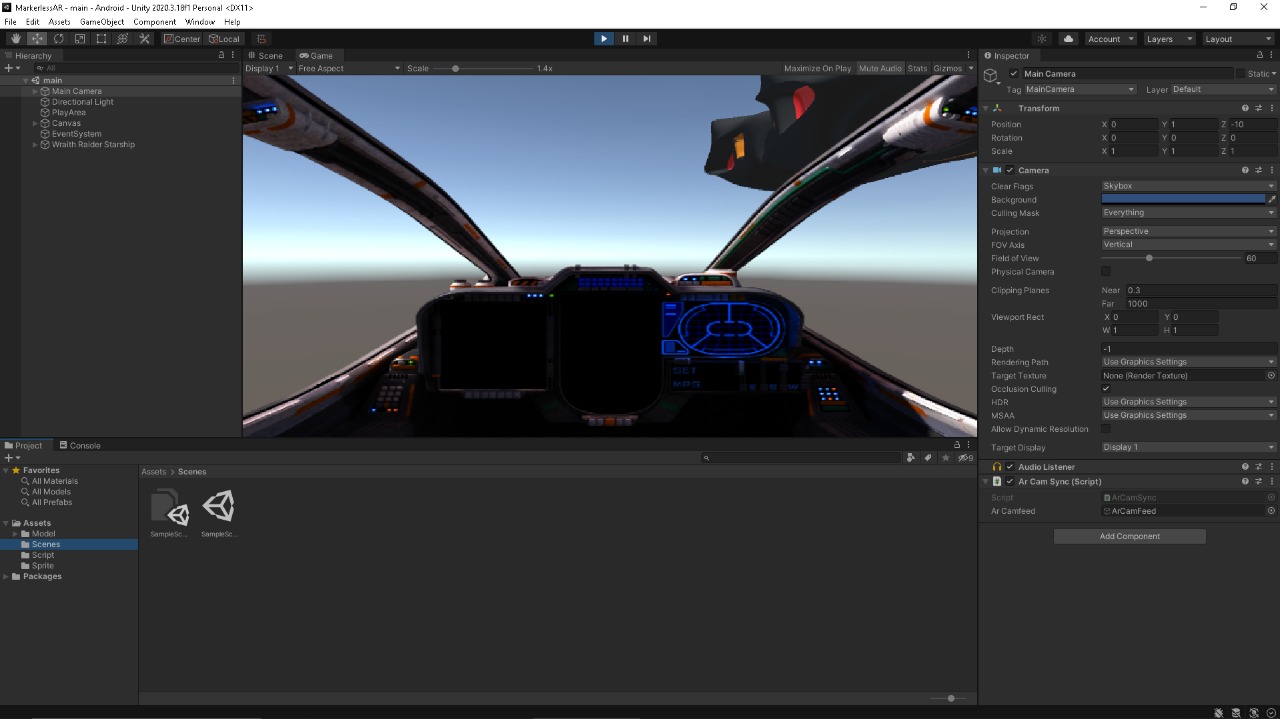 MarkerlessAR - main - Android - Unity 2020.3.18f1 Personal <DX11>
File Edit Assets GameObject Component Window Help
Center Local Account Layers Layout
Hierarchy
All
main
Main Camera
Directional Light
PlayArea
Canvas
EventSystem
Wraith Raider Starship
Scene Game
Display 1 Free Aspect Scale 1.4x Maximize On Play Mute Audio Stats Gizmos
SET
MPG
E S W
Inspector
Main Camera Static
Tag MainCamera Layer Default
Transform
Position X 0 Y 1 Z -10
Rotation X 0 Y 0 Z 0
Scale X 1 Y 1 Z 1
Camera
Clear Flags Skybox
Background
Culling Mask Everything
Projection Perspective
FOV Axis Vertical
Field of View 60
Physical Camera
Clipping Planes Near 0.3
Far 1000
Viewport Rect X 0 Y 0
W 1 H 1
Depth -1
Rendering Path Use Graphics Settings
Target Texture None (Render Texture)
Occlusion Culling
HDR Use Graphics Settings
MSAA Use Graphics Settings
Allow Dynamic Resolution
Target Display Display 1
Audio Listener
Ar Cam Sync (Script)
Script ArCamSync
Ar Camfeed ArCamFeed
Add Component
Project Console
9
Favorites
All Materials
All Models
All Prefabs
Assets
Model
Scenes
Script
Sprite
Packages
Assets Scenes
SampleSc... SampleSc...